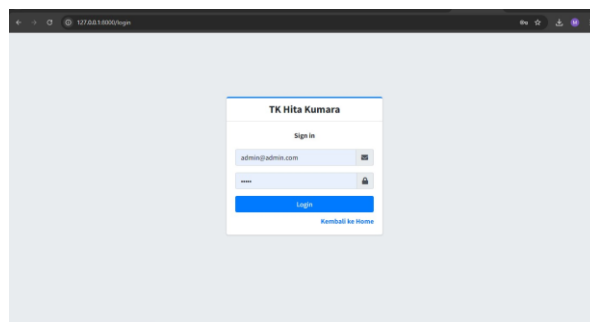 127.0.0.1:8000/login
TK Hita Kumara
Sign in
admin@admin.com
•••••
Login
Kembali ke Home